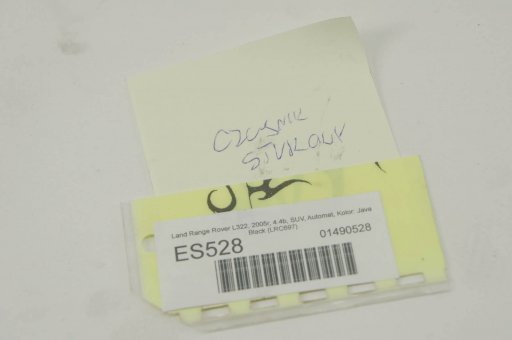 CZUJNIK
STUKOWY
Land Range Rover L322, 2005r, 4.4b, SUV, Automat, Kolor: Java
Black (LRC697)
ES528
01490528